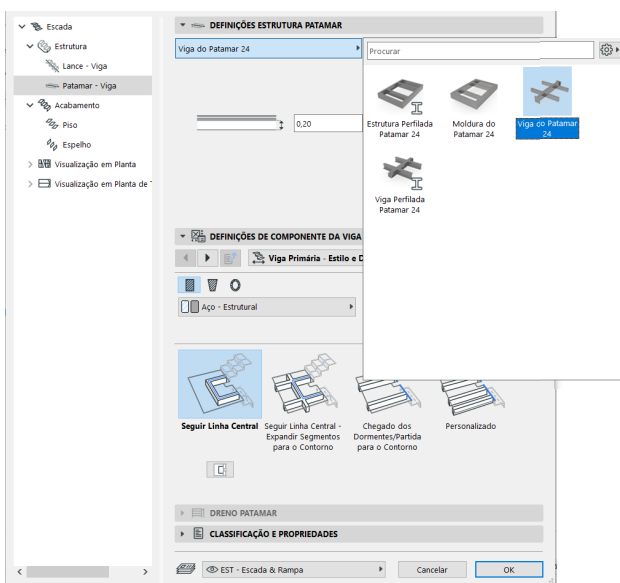 Escada
Estrutura
Lance - Viga
Patamar - Viga
Acabamento
Piso
Espelho
Visualização em Planta
Visualização em Planta de
DEFINIÇÕES ESTRUTURA PATAMAR
Viga do Patamar 24
0,20
Procurar
Estrutura Perfilada
Patamar 24
Moldura do
Patamar 24
Viga do Patamar
24
Viga Perfilada
Patamar 24
DEFINIÇÕES DE COMPONENTE DA VIGA
Viga Primária - Estilo e D
Aço - Estrutural
Seguir Linha Central
Seguir Linha Central -
Expandir Segmentos
para o Contorno
Chegado dos
Dormentes/Partida
para o Contorno
Personalizado
DRENO PATAMAR
CLASSIFICAÇÃO E PROPRIEDADES
EST - Escada & Rampa
Cancelar
OK